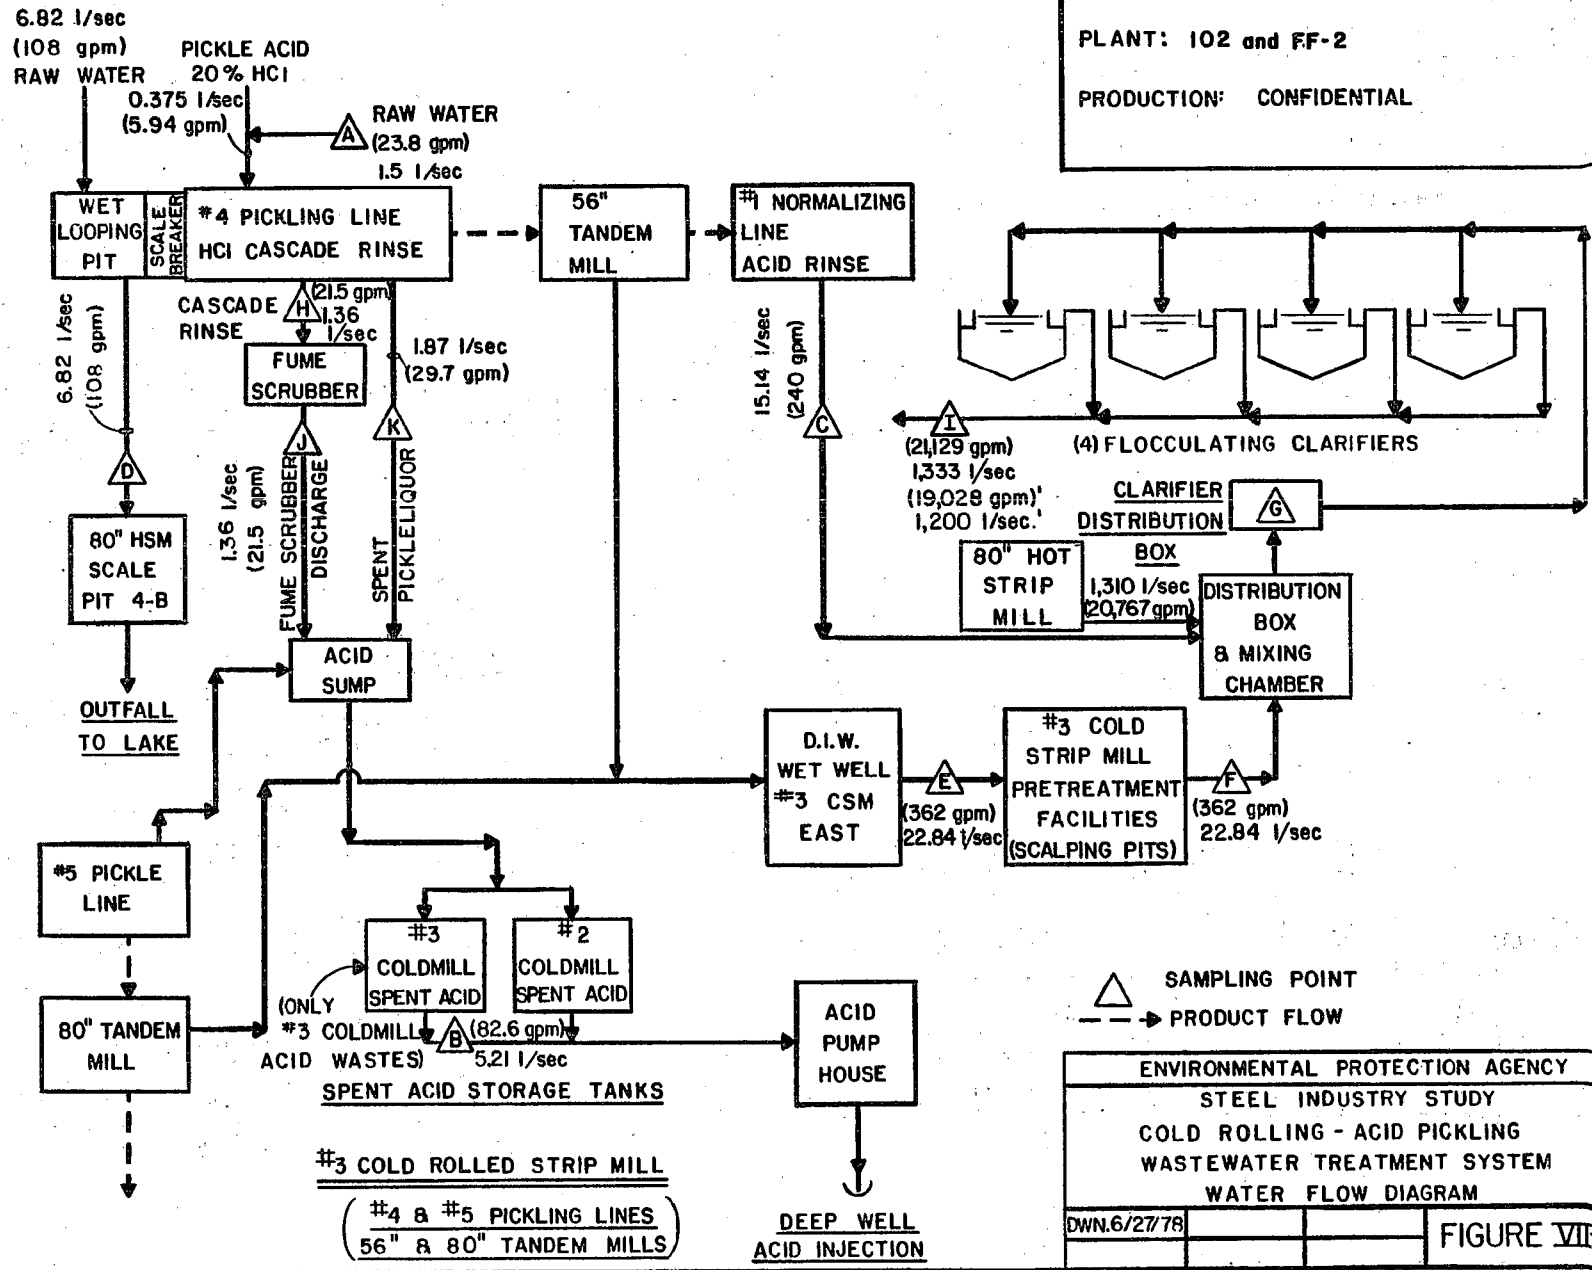 6.82 l/sec
(108 gpm)
RAW WATER
PICKLE ACID
20% HCl
0.375 l/sec
(5.94 gpm)
A
RAW WATER
(23.8 gpm)
1.5 l/sec
PLANT: 102 and FF-2
PRODUCTION: CONFIDENTIAL
WET
LOOPING
PIT
SCALE
BREAKER
#4 PICKLING LINE
HCl CASCADE RINSE
56"
TANDEM
MILL
#1 NORMALIZING
LINE
ACID RINSE
CASCADE
RINSE
H
(21.5 gpm)
1.36
l/sec
FUME
SCRUBBER
1.87 l/sec
(29.7 gpm)
6.82 l/sec
(108 gpm)
15.14 l/sec
(240 gpm)
D
J
K
C
I
(21,129 gpm)
1,333 l/sec
(19,028 gpm)'
1,200 l/sec.'
(4) FLOCCULATING CLARIFIERS
CLARIFIER
DISTRIBUTION
BOX
G
1.36 l/sec
(21.5 gpm)
FUME SCRUBBER
DISCHARGE
SPENT
PICKLELIQUOR
80" HSM
SCALE
PIT 4-B
80" HOT
STRIP
MILL
1,310 l/sec
(20,767 gpm)
DISTRIBUTION
BOX
& MIXING
CHAMBER
ACID
SUMP
OUTFALL
TO LAKE
D.I.W.
WET WELL
#3 CSM
EAST
E
(362 gpm)
22.84 l/sec
#3 COLD
STRIP MILL
PRETREATMENT
FACILITIES
(SCALPING PITS)
F
(362 gpm)
22.84 l/sec
#5 PICKLE
LINE
#3
COLDMILL
SPENT ACID
#2
COLDMILL
SPENT ACID
(ONLY
#3 COLDMILL
ACID WASTES)
B
(82.6 gpm)
5.21 l/sec
SPENT ACID STORAGE TANKS
80" TANDEM
MILL
ACID
PUMP
HOUSE
SAMPLING POINT
PRODUCT FLOW
#3 COLD ROLLED STRIP MILL
(#4 & #5 PICKLING LINES
56" & 80" TANDEM MILLS)
DEEP WELL
ACID INJECTION
ENVIRONMENTAL PROTECTION AGENCY
STEEL INDUSTRY STUDY
COLD ROLLING - ACID PICKLING
WASTEWATER TREATMENT SYSTEM
WATER FLOW DIAGRAM
DWN.6/27/78
FIGURE VII-